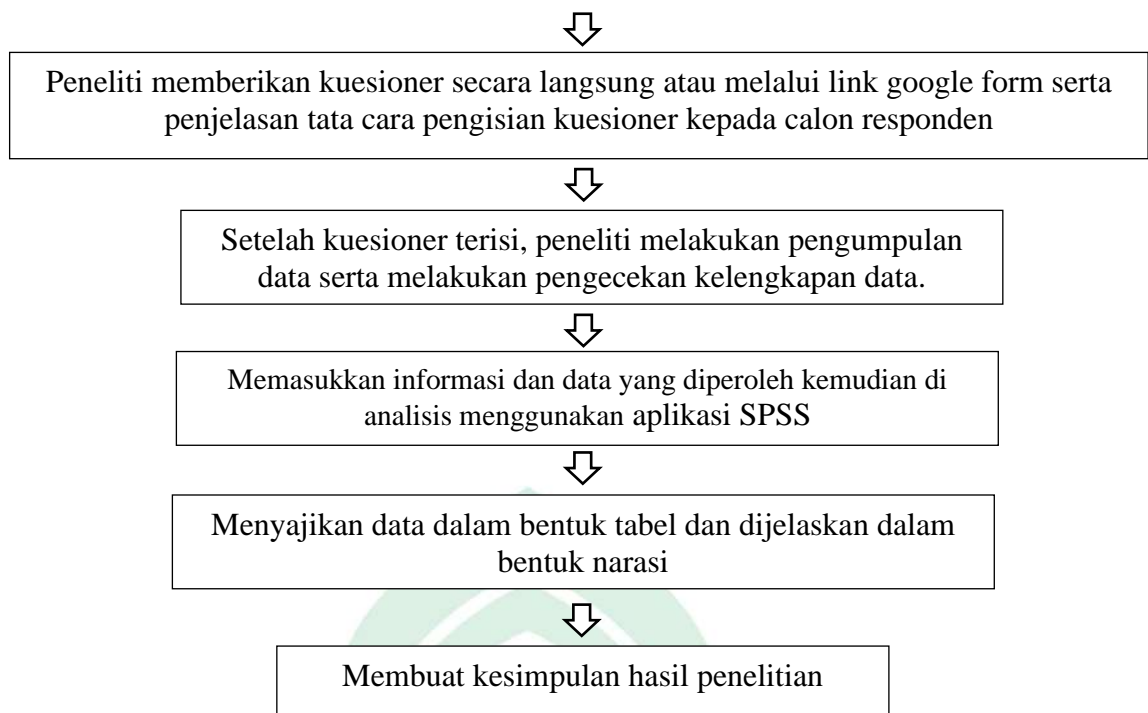 Peneliti memberikan kuesioner secara langsung atau melalui link google form serta
penjelasan tata cara pengisian kuesioner kepada calon responden
Setelah kuesioner terisi, peneliti melakukan pengumpulan
data serta melakukan pengecekan kelengkapan data.
Memasukkan informasi dan data yang diperoleh kemudian di
analisis menggunakan aplikasi SPSS
Menyajikan data dalam bentuk tabel dan dijelaskan dalam
bentuk narasi
Membuat kesimpulan hasil penelitian